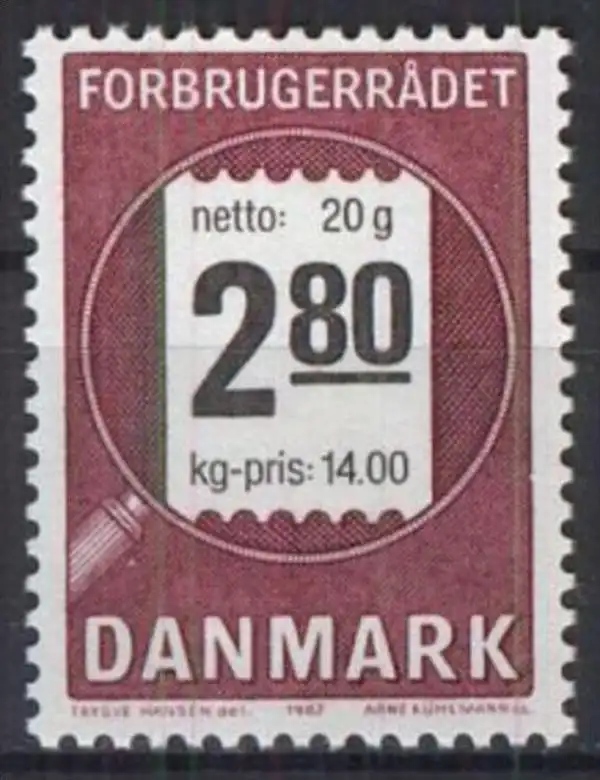 FORBRUGERRÅDET
netto: 20 g
2 80
kg-pris: 14.00
DANMARK
TRYGVE HANSEN del. 1987 ARNE KÜHLMANN sc.